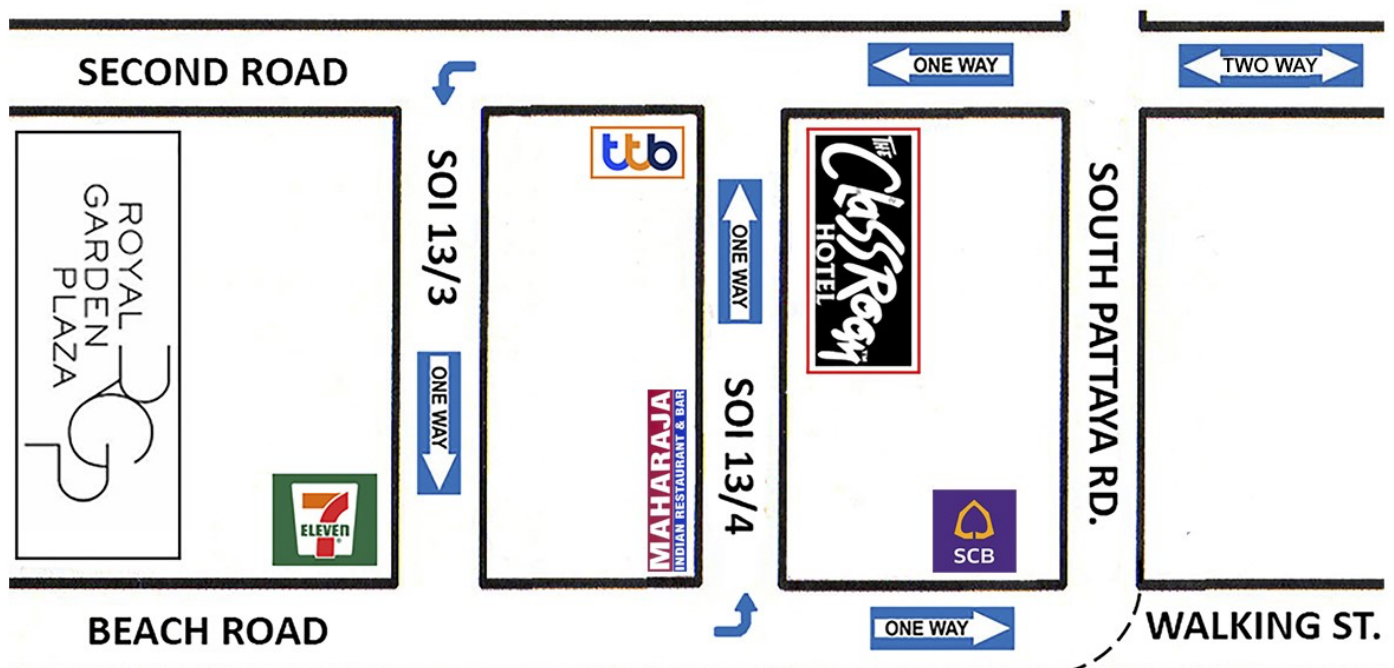 SECOND ROAD
ONE WAY
TWO WAY
ROYAL
GARDEN
PLAZA
RGP
7
ELEVEN
SOI 13/3
ONE WAY
ttb
MAHARAJA
INDIAN RESTAURANT & BAR
ONE WAY
SOI 13/4
THE
ClassRoom™
HOTEL
SCB
SOUTH PATTAYA RD.
BEACH ROAD
ONE WAY
WALKING ST.